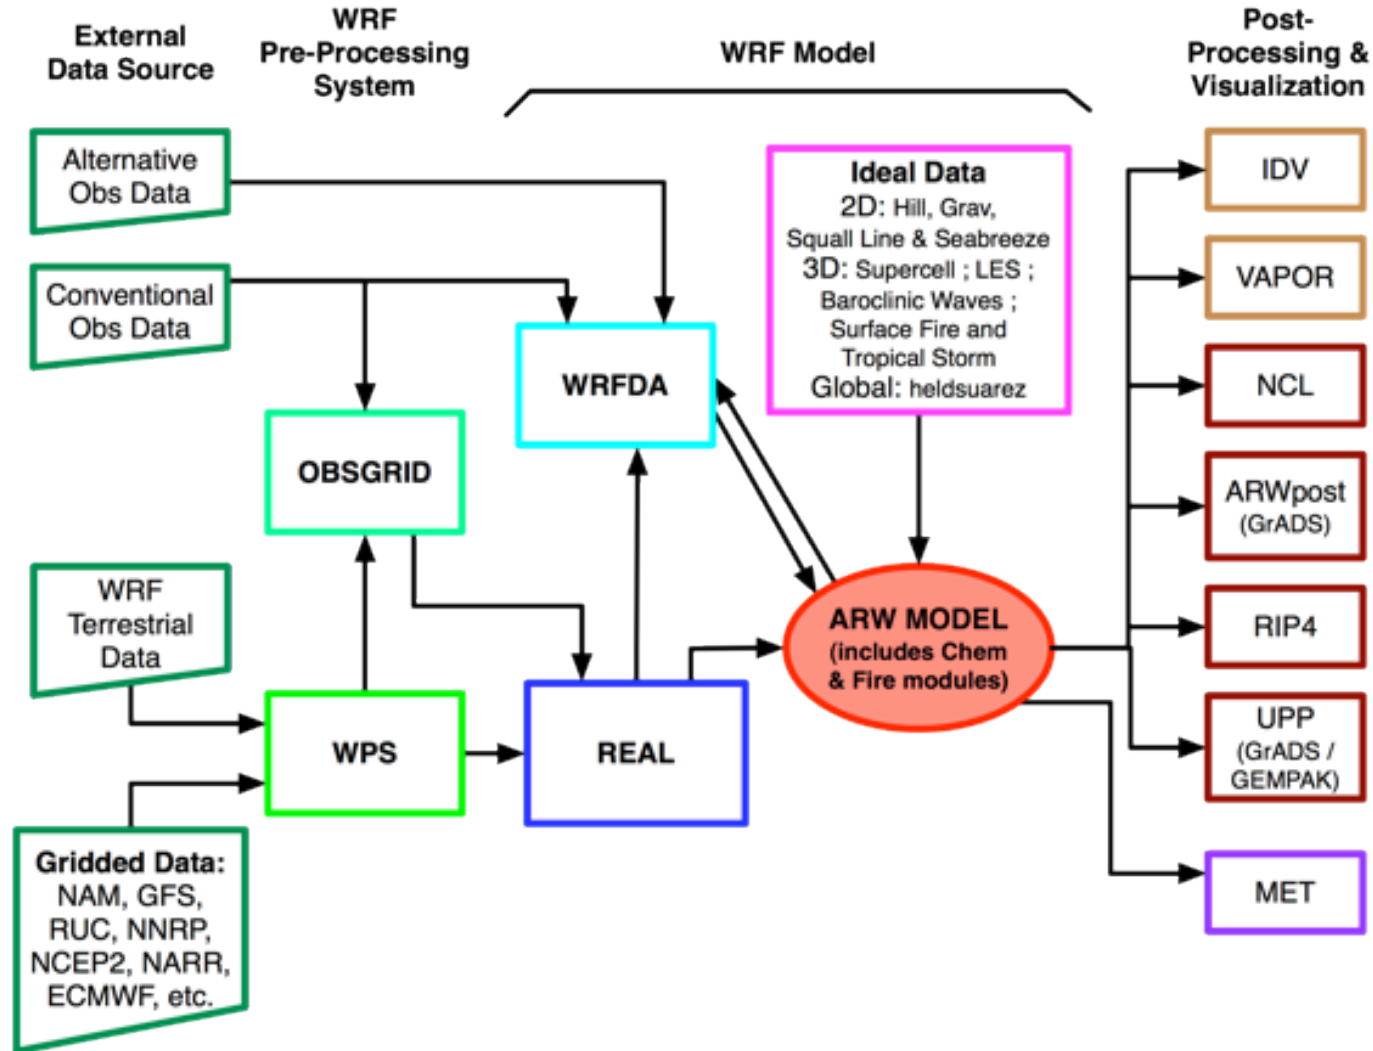 External
Data Source
WRF
Pre-Processing
System
WRF Model
Post-
Processing &
Visualization
Alternative
Obs Data
Conventional
Obs Data
WRF
Terrestrial
Data
Gridded Data:
NAM, GFS,
RUC, NNRP,
NCEP2, NARR,
ECMWF, etc.
OBSGRID
WPS
WRFDA
REAL
Ideal Data
2D: Hill, Grav,
Squall Line & Seabreeze
3D: Supercell ; LES ;
Baroclinic Waves ;
Surface Fire and
Tropical Storm
Global: heldsuarez
ARW MODEL
(includes Chem
& Fire modules)
IDV
VAPOR
NCL
ARWpost
(GrADS)
RIP4
UPP
(GrADS /
GEMPAK)
MET